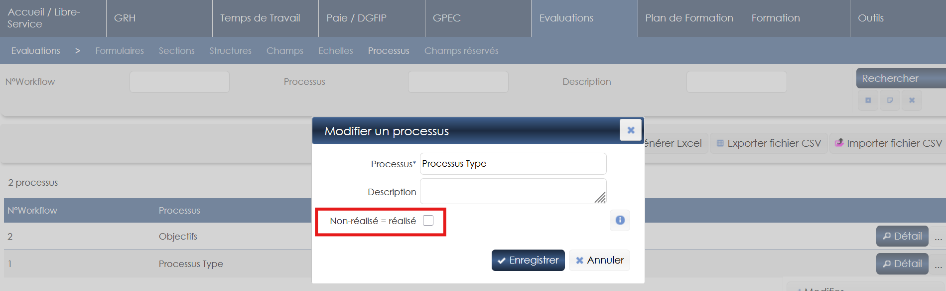 Accueil / Libre-Service GRH Temps de Travail Paie / DGFIP GPEC Evaluations Plan de Formation Formation Outils
Evaluations > Formulaires Sections Structures Champs Echelles Processus Champs réservés
N°Workflow Processus Description Rechercher
Modifier un processus
Processus* Processus Type
énérer Excel Exporter fichier CSV Importer fichier CSV
Description
2 processus
N°Workflow Processus
Non-réalisé = réalisé
2 Objectifs Détail ...
Enregistrer Annuler
1 Processus Type Détail ...
Modifier